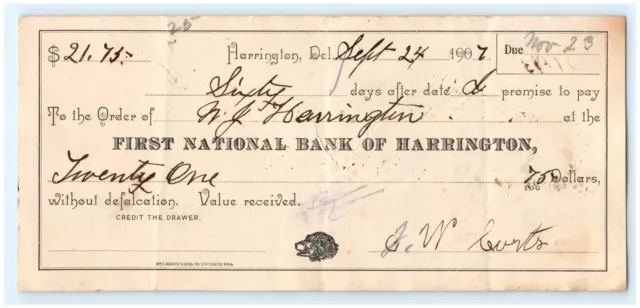 25
$ 21.75 Harrington, Del. Sept 24 1907 Due Nov 23
Sixty days after date I promise to pay
To the Order of W. J. Harrington at the
FIRST NATIONAL BANK OF HARRINGTON,
Twenty One 75/100 Dollars,
without defalcation. Value received.
CREDIT THE DRAWER.
J. W Corts